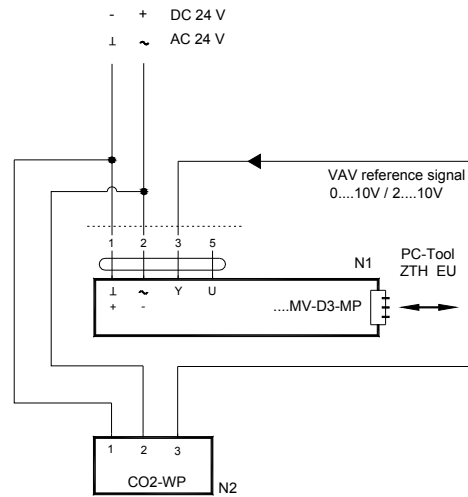 - + DC 24 V
⊥ ~ AC 24 V
VAV reference signal
0....10V / 2....10V
1 2 3 5
N1
PC-Tool
ZTH EU
⊥ ~ Y U
+ -
....MV-D3-MP
1 2 3
CO2-WP
N2